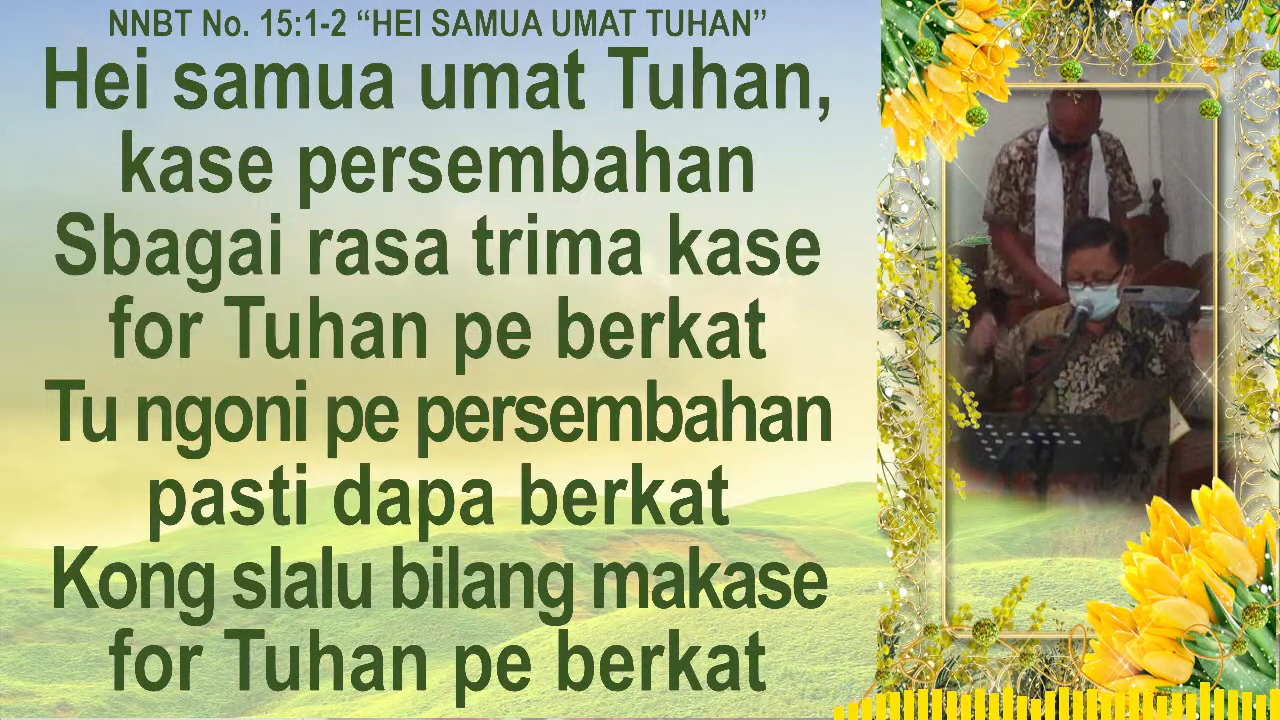 NNBT No. 15:1-2 “HEI SAMUA UMAT TUHAN”
Hei samua umat Tuhan,
kase persembahan
Sbagai rasa trima kase
for Tuhan pe berkat
Tu ngoni pe persembahan
pasti dapa berkat
Kong slalu bilang makase
for Tuhan pe berkat